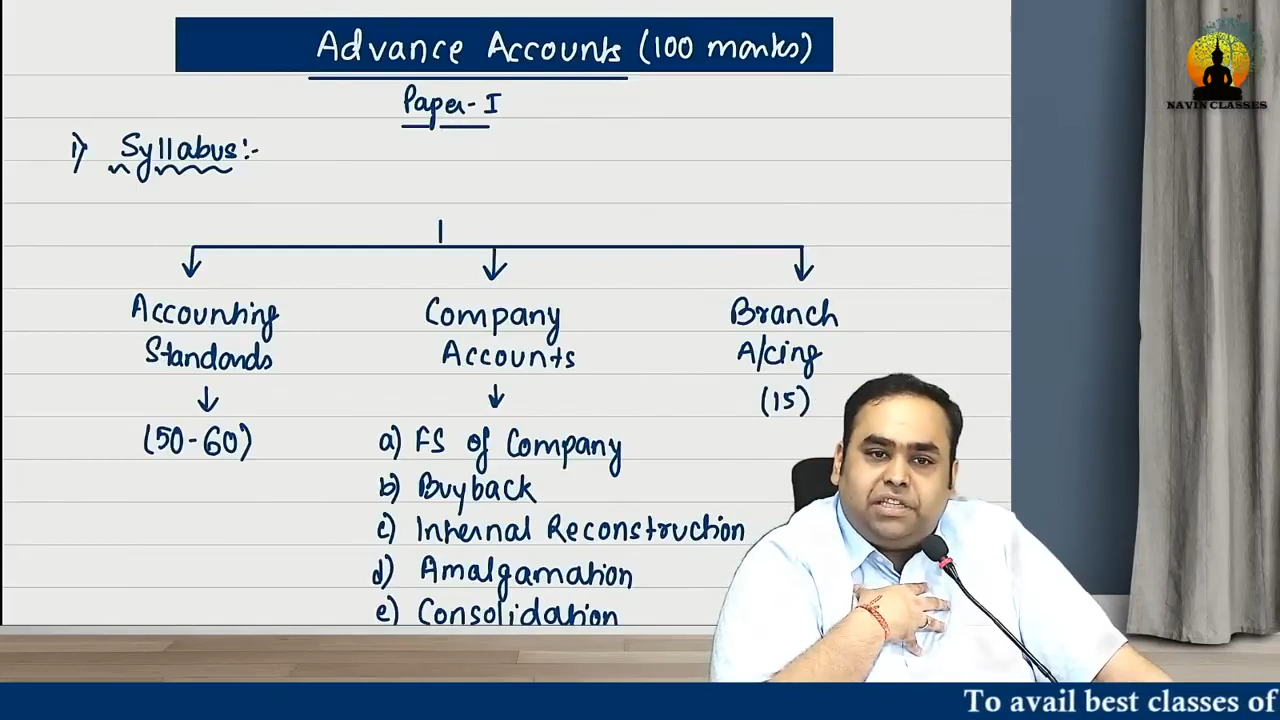 Advance Accounts (100 marks)
NAVIN CLASSES
Paper-I
1) Syllabus:-
Accounting
Standards
(50-60)
Company
Accounts
a) FS of Company
b) Buyback
c) Internal Reconstruction
d) Amalgamation
e) Consolidation
Branch
A/cing
(15)
To avail best classes of